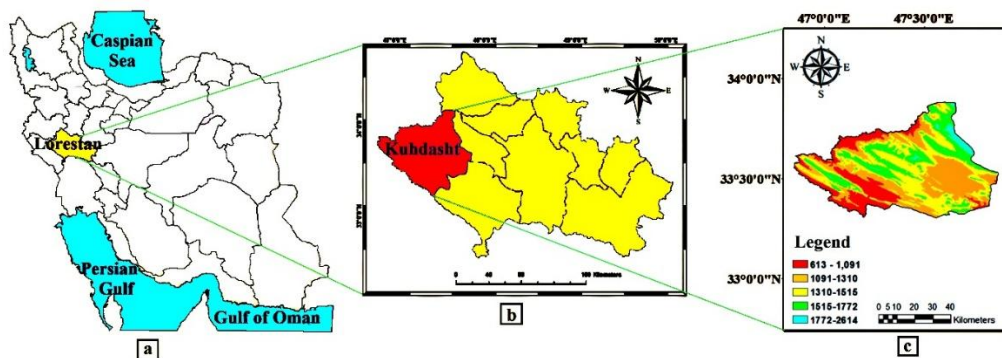 Caspian
Sea
Lorestan
Persian
Gulf
Gulf of Oman
a
Kuhdasht
N
W
E
S
Kilometers
b
47°0'0"E
47°30'0"E
N
W
E
S
34°0'0"N
33°30'0"N
33°0'0"N
Legend
613 - 1,091
1091-1310
1310-1515
1515-1772
1772-2614
0 5 10 20 30 40
Kilometers
c